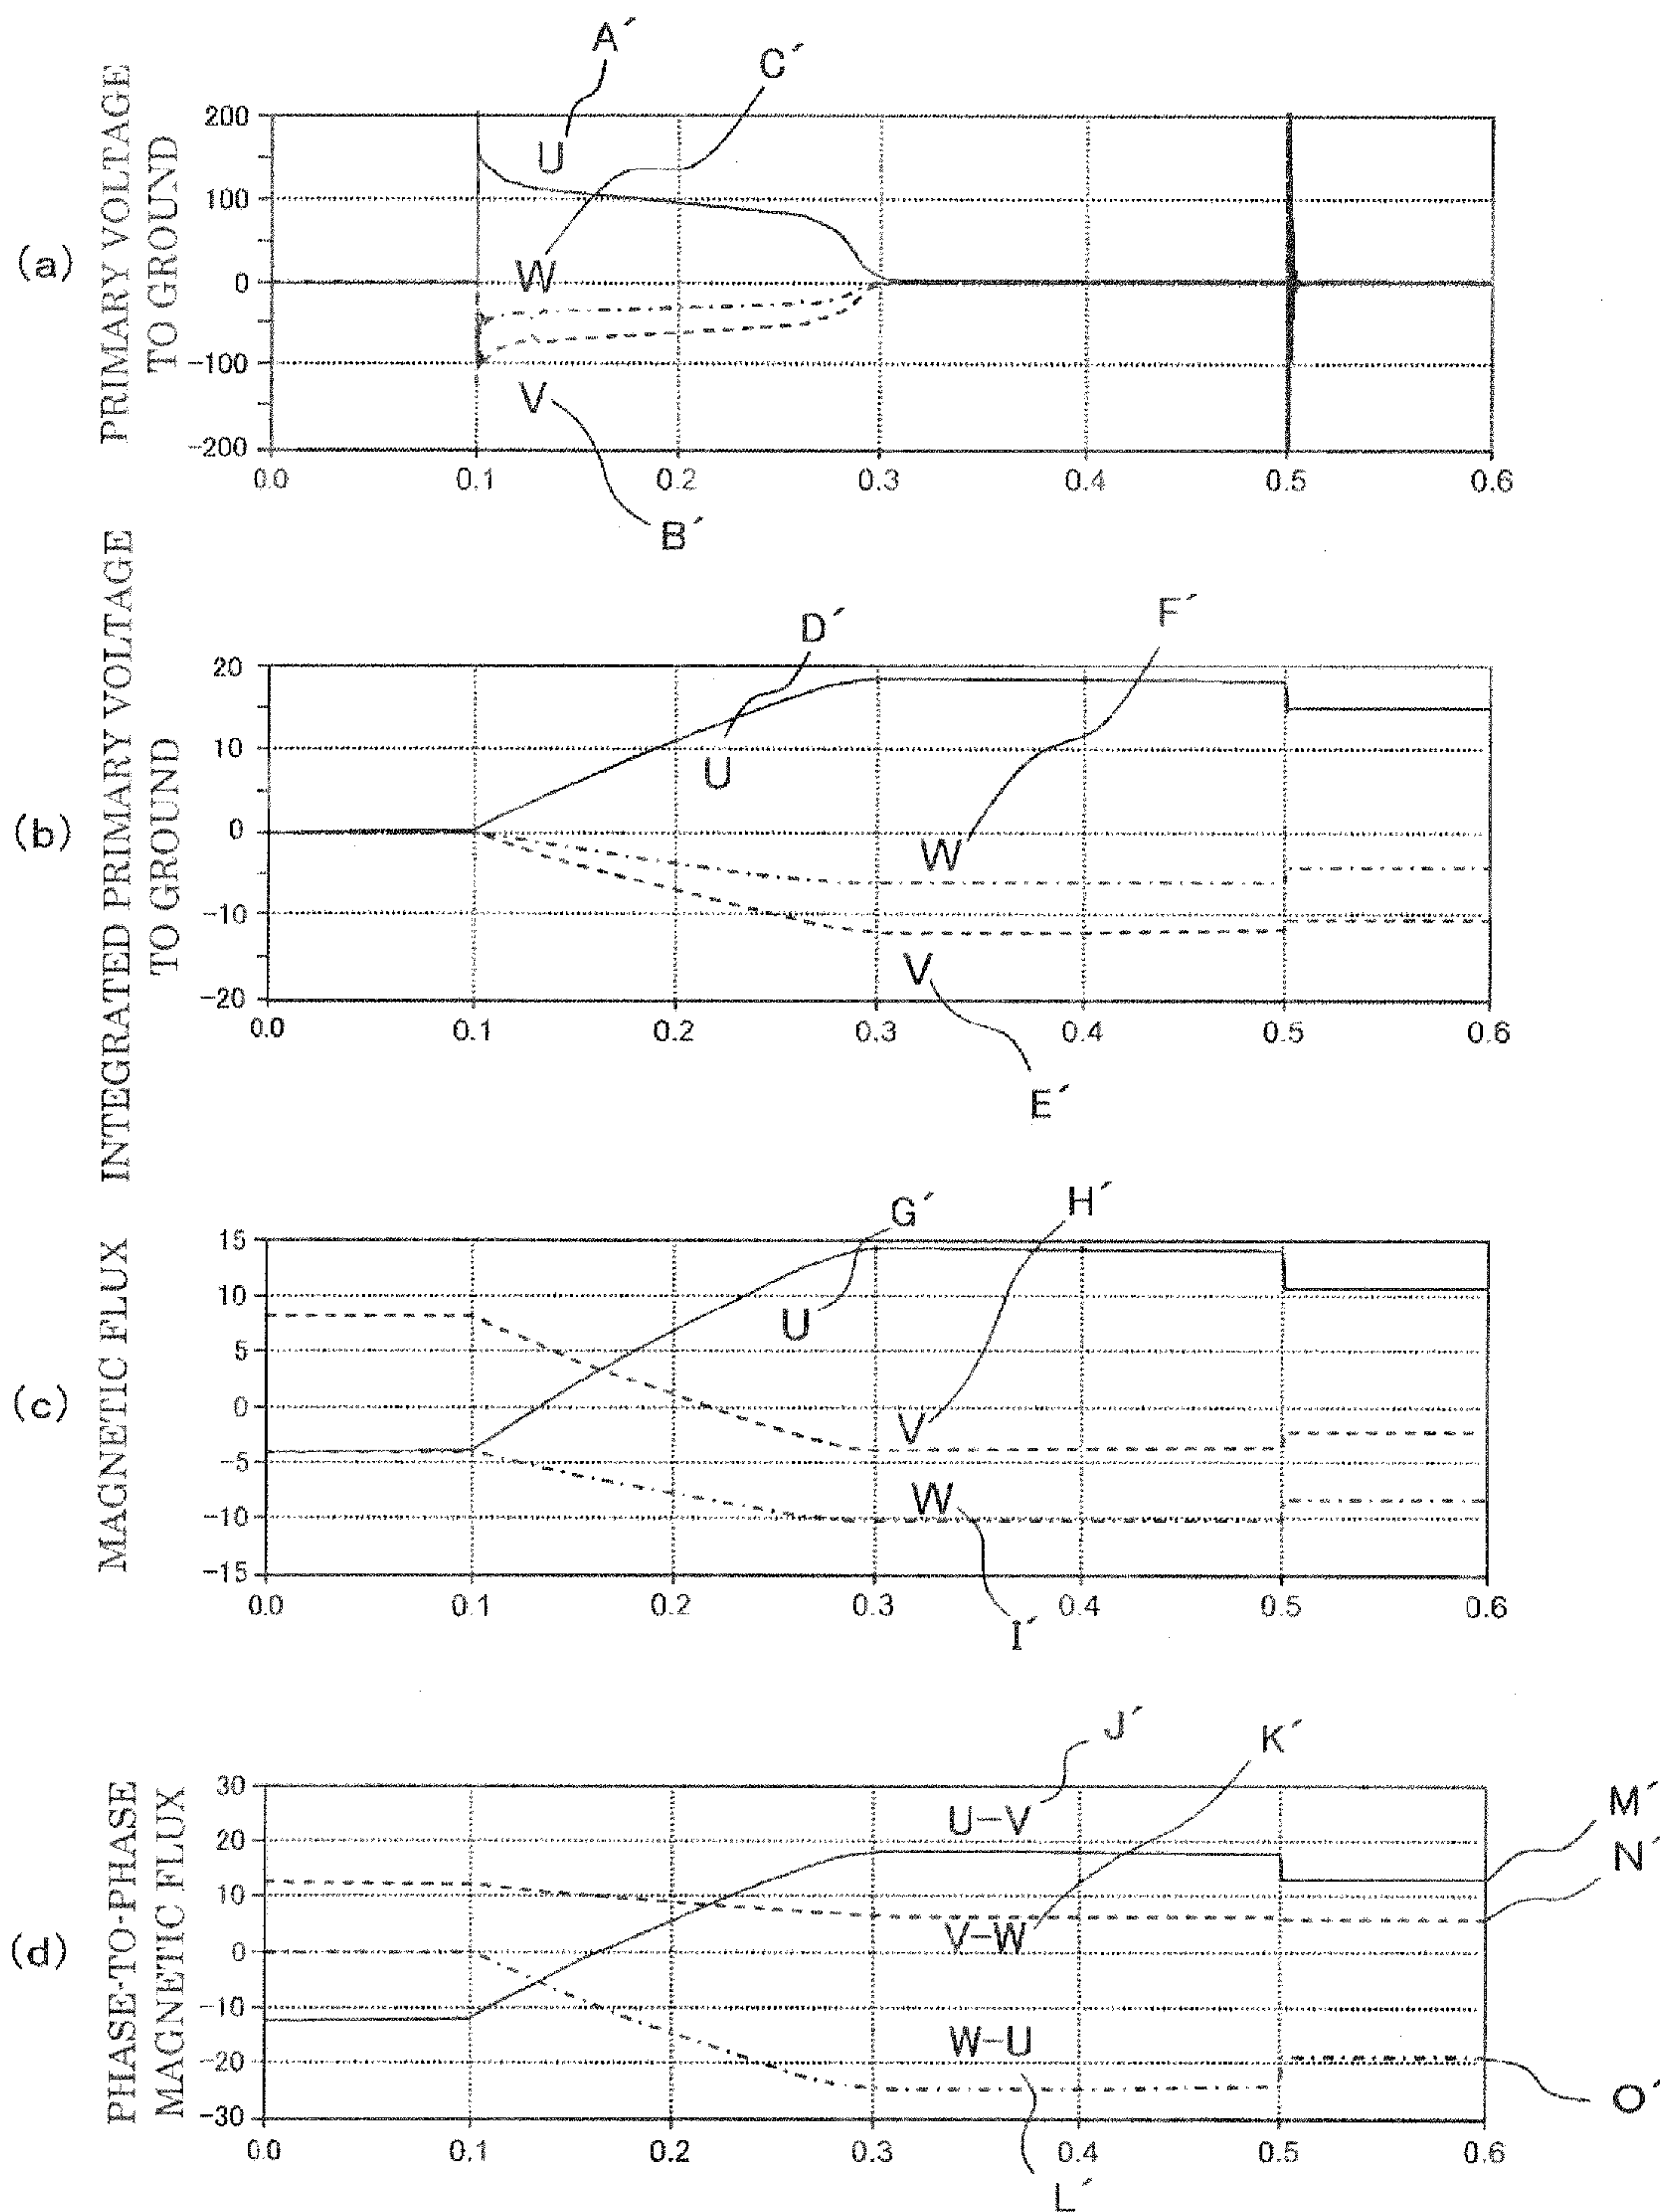 A´
C´
(a)
PRIMARY VOLTAGE
TO GROUND
200
100
0
-100
-200
U
W
V
0.0 0.1 0.2 0.3 0.4 0.5 0.6
B´
D´
F´
(b)
INTEGRATED PRIMARY VOLTAGE
TO GROUND
20
10
0
-10
-20
U
W
V
0.0 0.1 0.2 0.3 0.4 0.5 0.6
E´
G´
H´
(c)
MAGNETIC FLUX
15
10
5
0
-5
-10
-15
U
V
W
0.0 0.1 0.2 0.3 0.4 0.5 0.6
I´
J´
K´
(d)
PHASE-TO-PHASE
MAGNETIC FLUX
30
20
10
0
-10
-20
-30
U-V
V-W
W-U
M´
N´
O´
0.0 0.1 0.2 0.3 0.4 0.5 0.6
L´